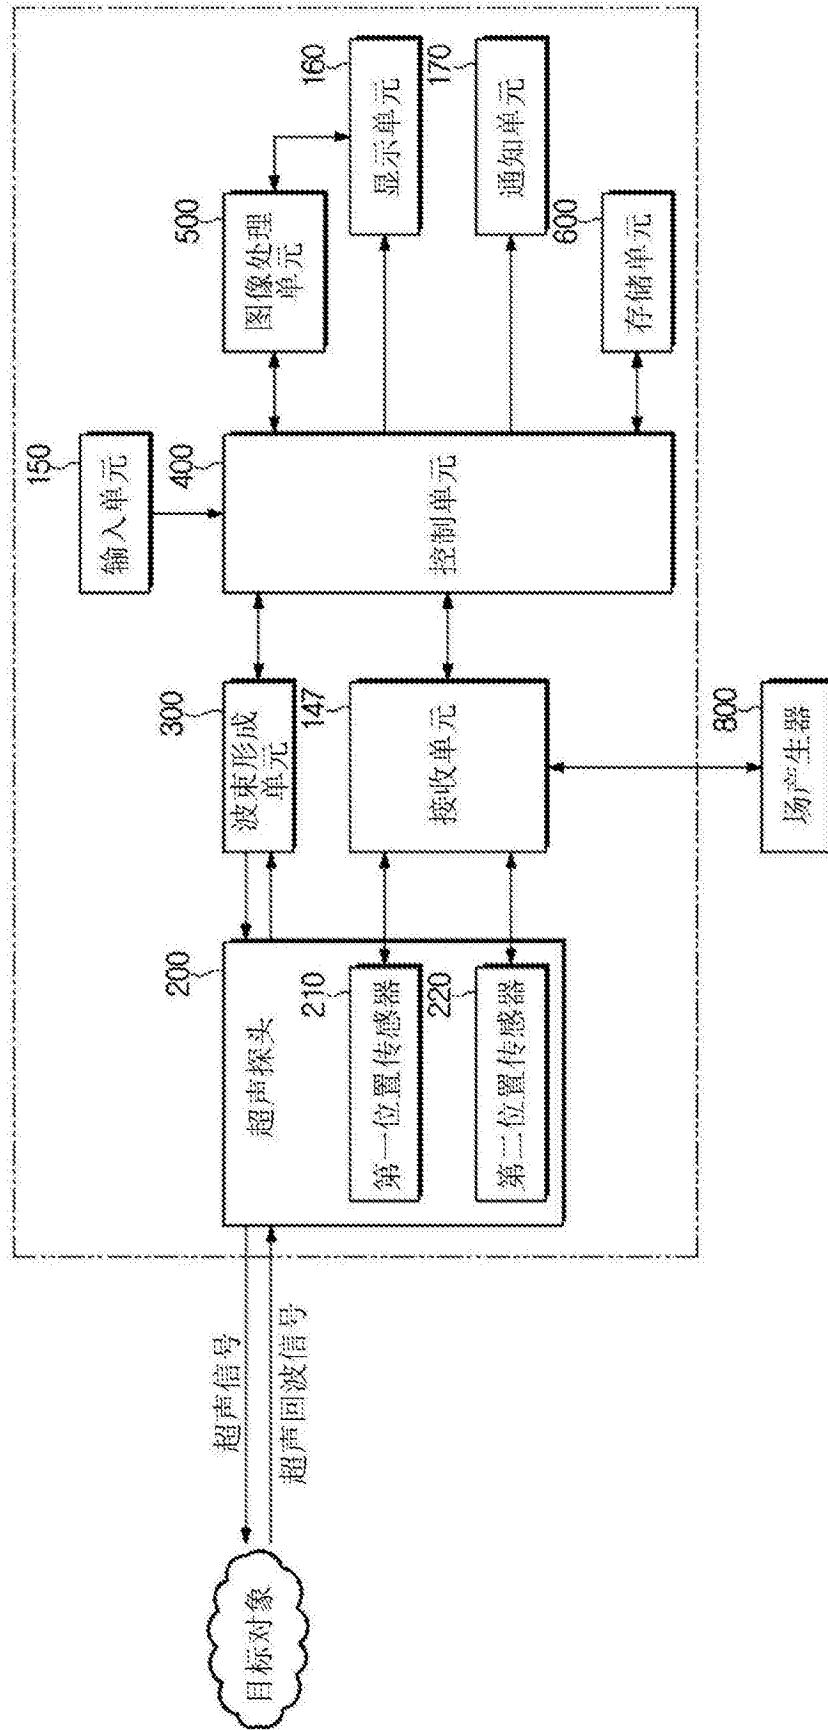 目标对象
超声信号
超声回波信号
超声探头
200
第一位置传感器
210
第二位置传感器
220
波束形成
单元
300
接收单元
147
场产生器
800
输入单元
150
控制单元
400
图像处理
单元
500
显示单元
160
通知单元
170
存储单元
600